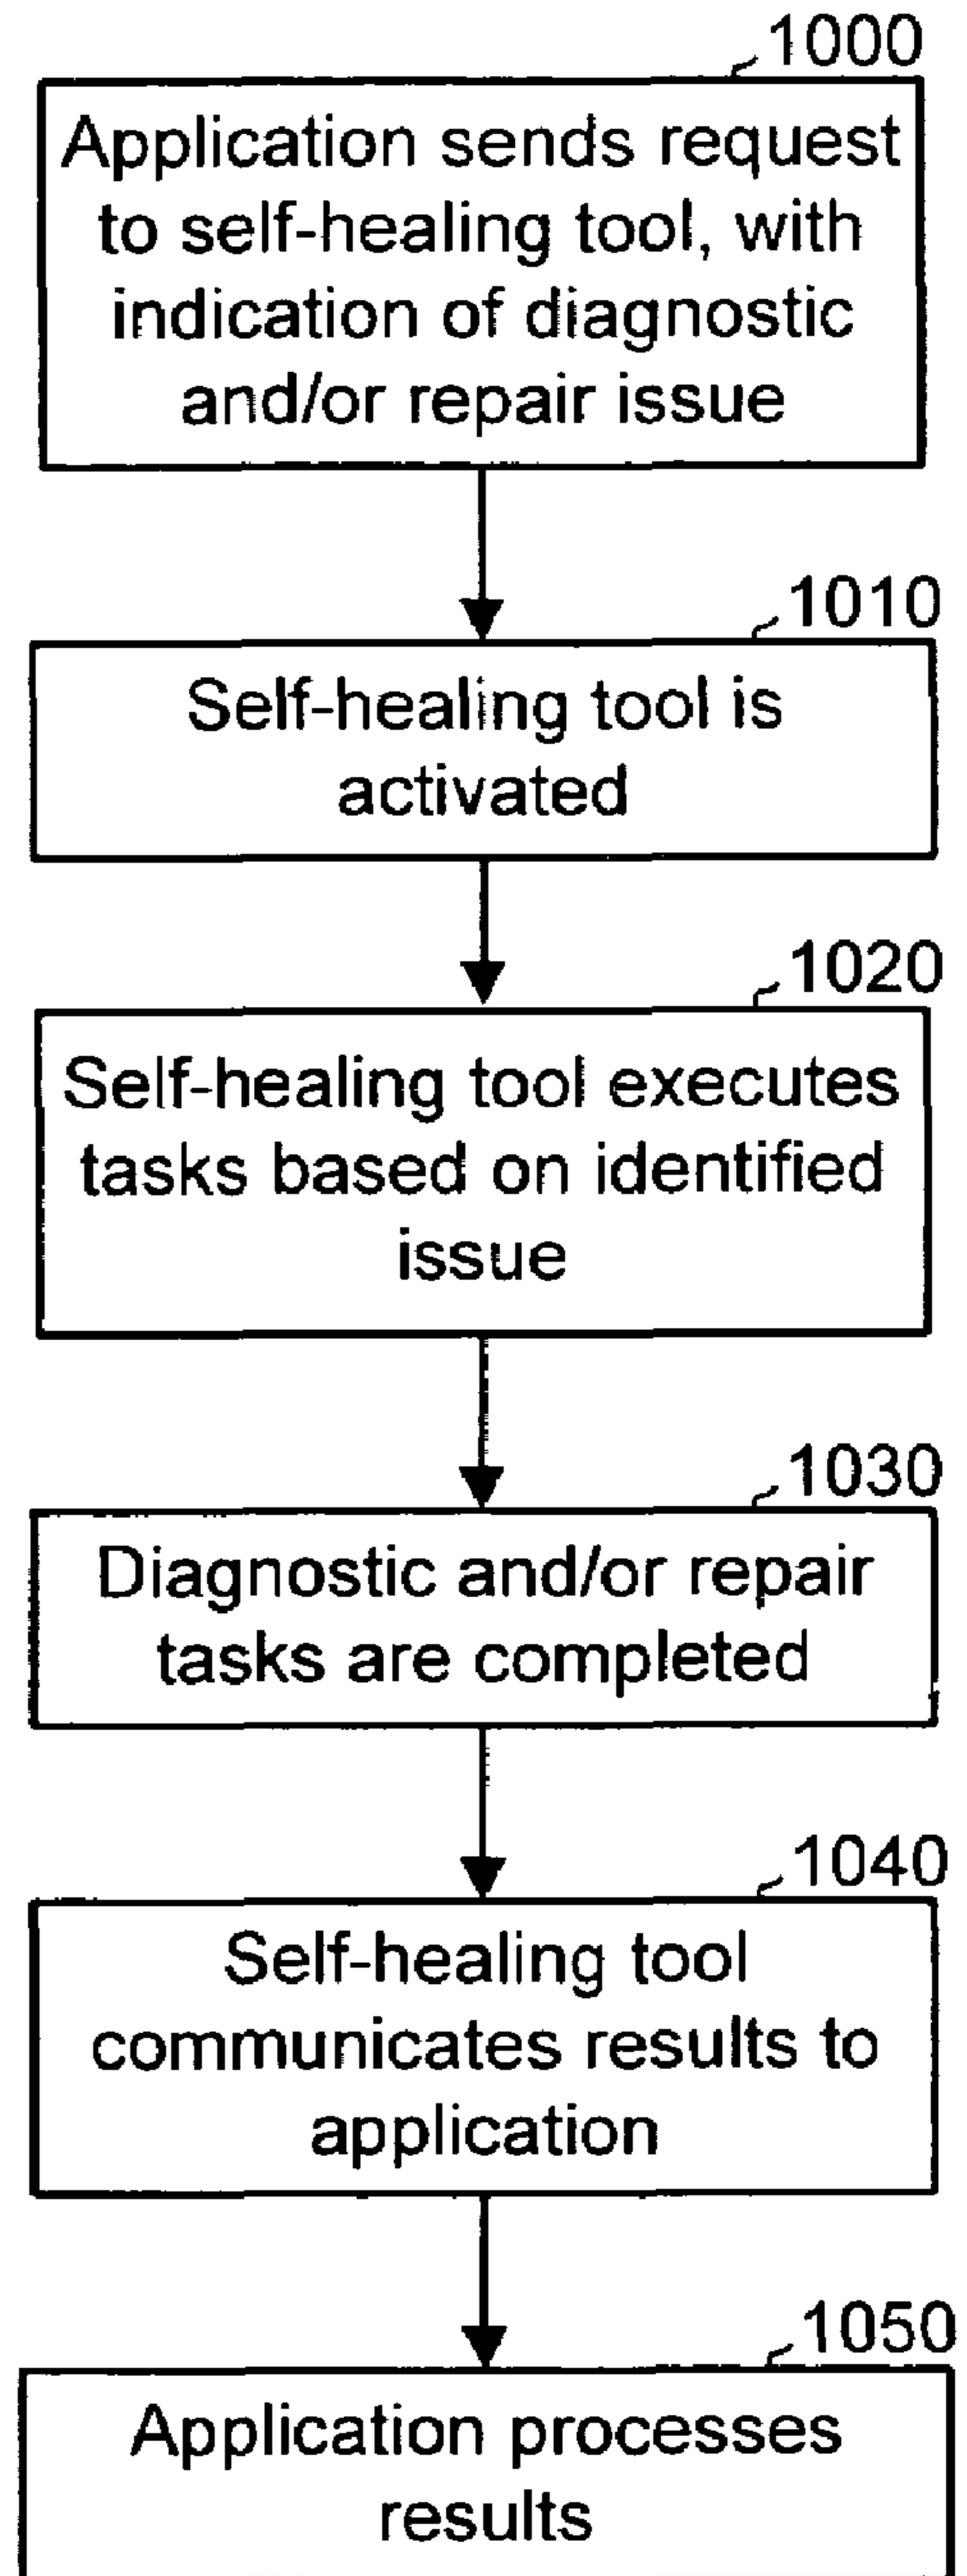 1000
Application sends request
to self-healing tool, with
indication of diagnostic
and/or repair issue
1010
Self-healing tool is
activated
1020
Self-healing tool executes
tasks based on identified
issue
1030
Diagnostic and/or repair
tasks are completed
1040
Self-healing tool
communicates results to
application
1050
Application processes
results